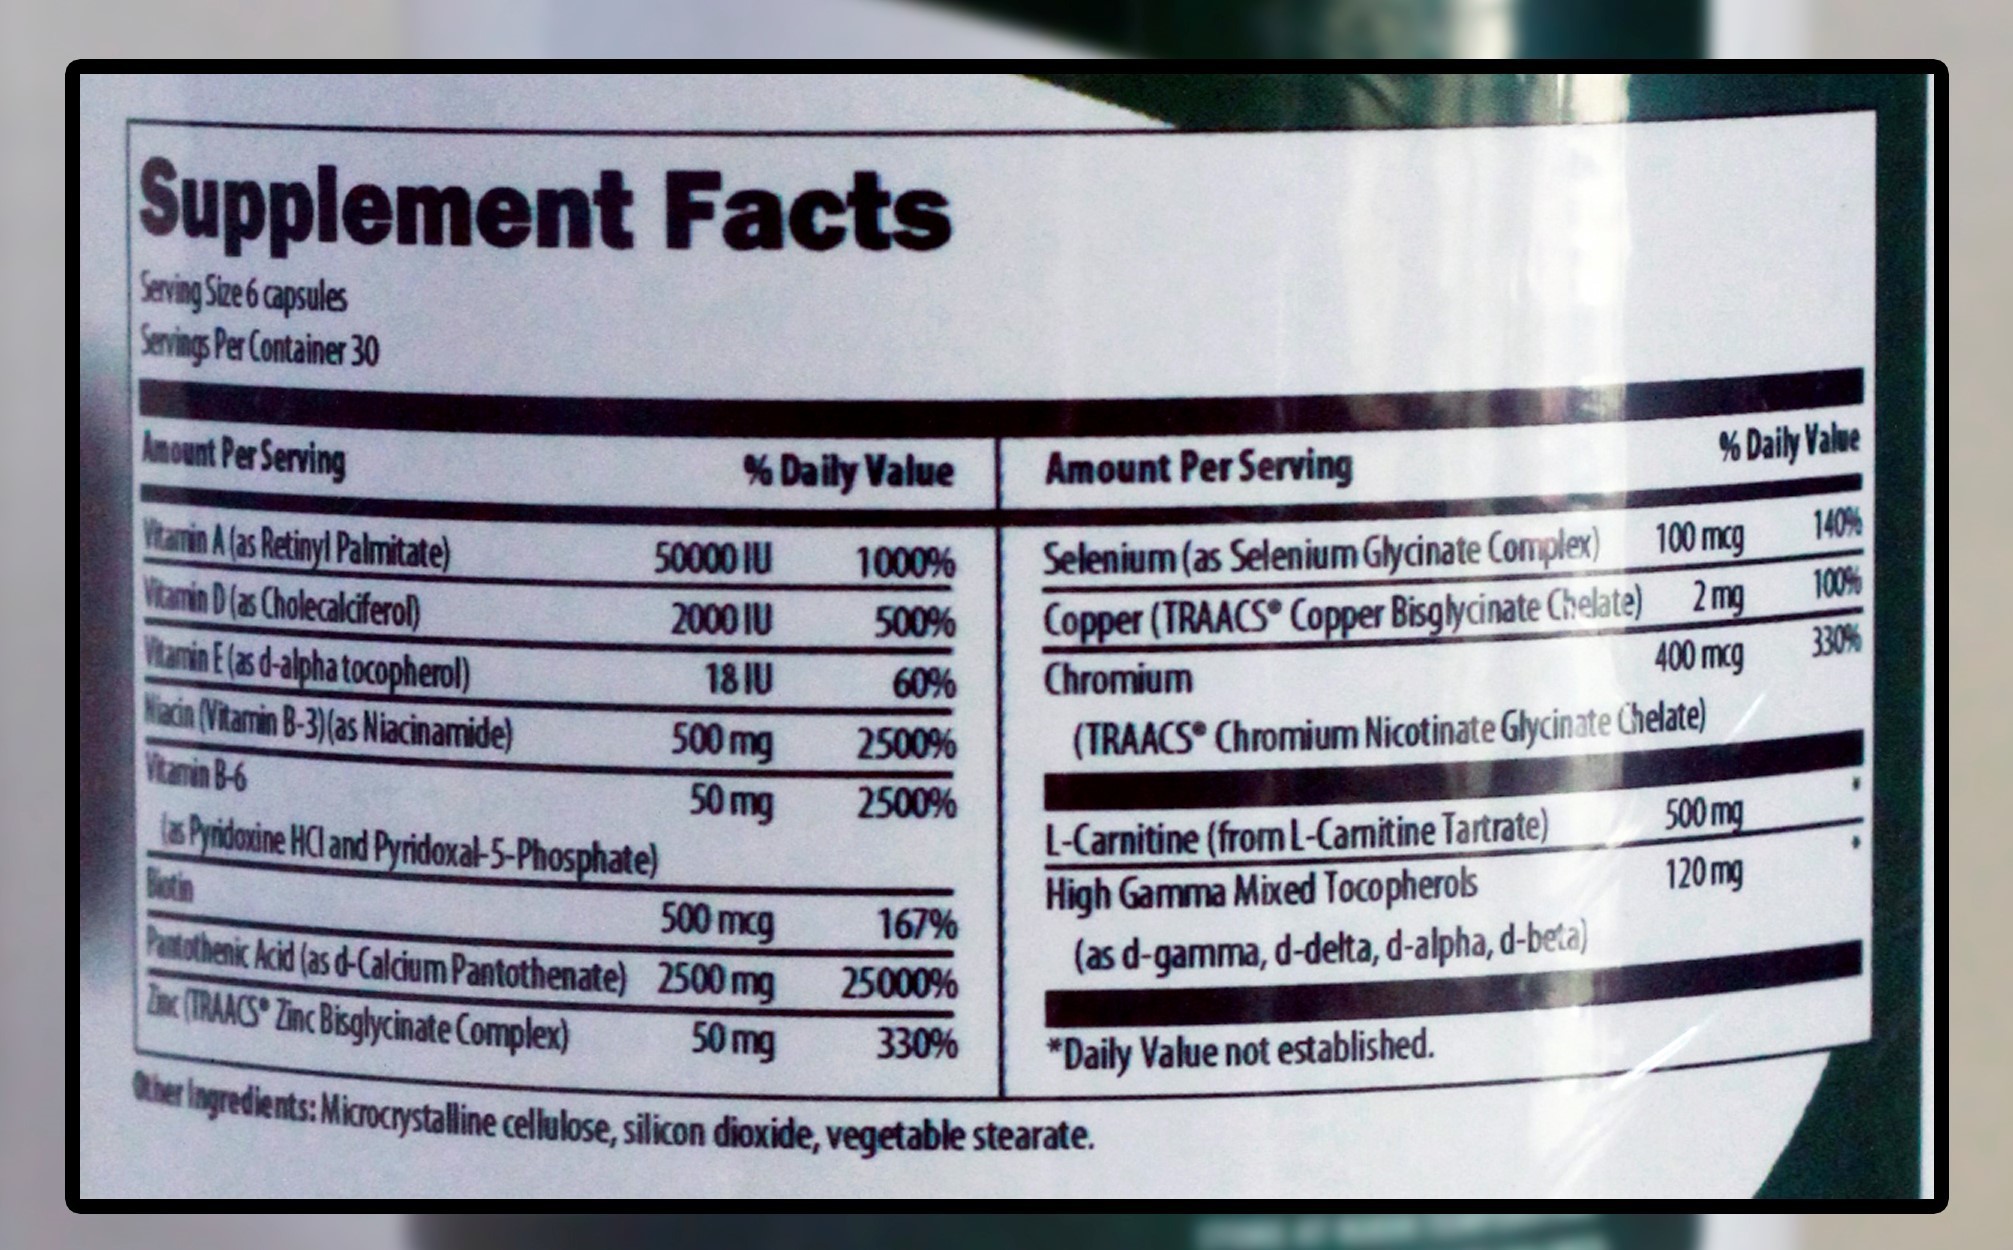 Supplement Facts
Serving Size 6 capsules
Servings Per Container 30
Amount Per Serving % Daily Value
Vitamin A (as Retinyl Palmitate) 50000 IU 1000%
Vitamin D (as Cholecalciferol) 2000 IU 500%
Vitamin E (as d-alpha tocopherol) 18 IU 60%
Niacin (Vitamin B-3) (as Niacinamide) 500 mg 2500%
Vitamin B-6 50 mg 2500%
(as Pyridoxine HCl and Pyridoxal-5-Phosphate)
Biotin 500 mcg 167%
Pantothenic Acid (as d-Calcium Pantothenate) 2500 mg 25000%
Zinc (TRAACS® Zinc Bisglycinate Complex) 50 mg 330%
Amount Per Serving % Daily Value
Selenium (as Selenium Glycinate Complex) 100 mcg 140%
Copper (TRAACS® Copper Bisglycinate Chelate) 2 mg 100%
Chromium 400 mcg 330%
(TRAACS® Chromium Nicotinate Glycinate Chelate)
L-Carnitine (from L-Carnitine Tartrate) 500 mg *
High Gamma Mixed Tocopherols 120 mg *
(as d-gamma, d-delta, d-alpha, d-beta)
*Daily Value not established.
Other Ingredients: Microcrystalline cellulose, silicon dioxide, vegetable stearate.